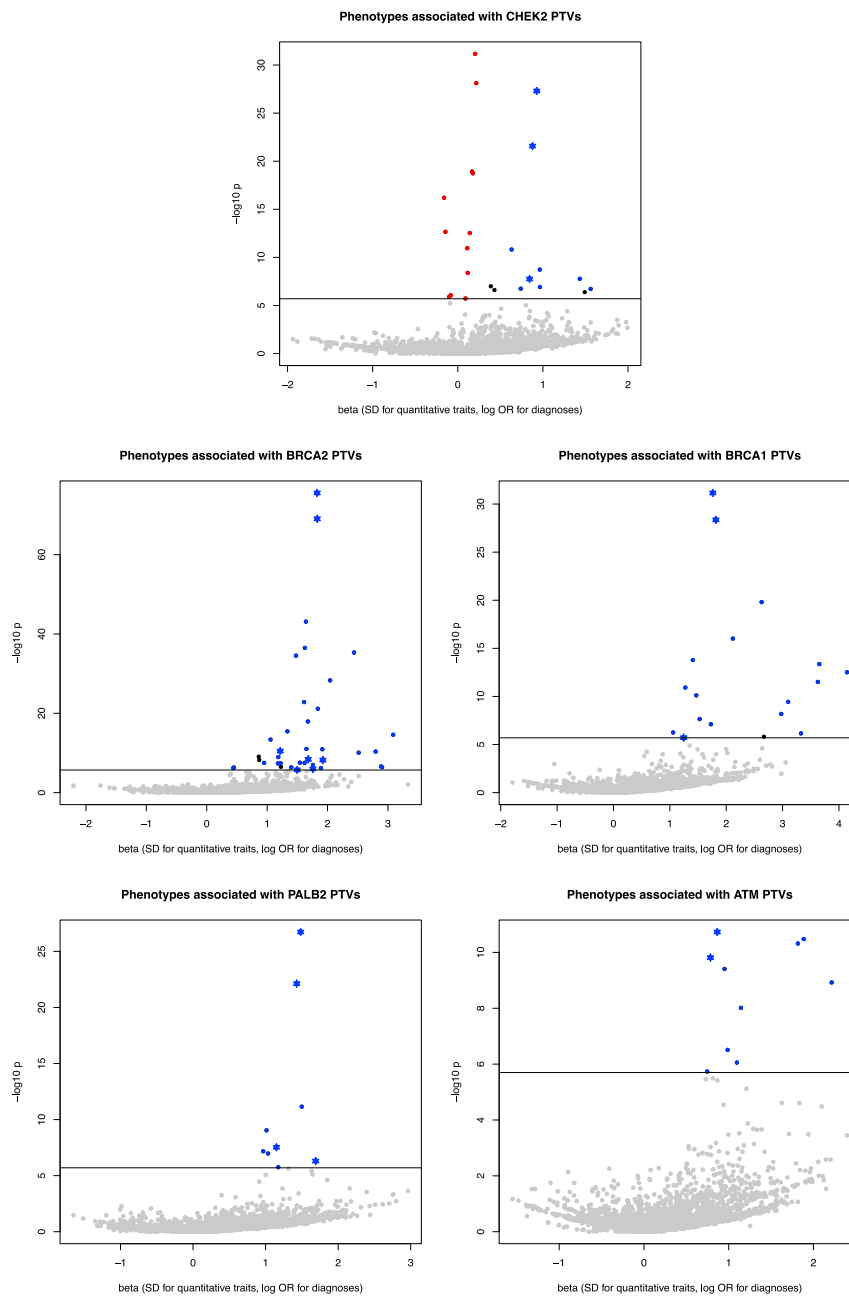 Phenotypes associated with CHEK2 PTVs
30
25
20
15
10
5
0
−log10 p
−2 −1 0 1 2
beta (SD for quantitative traits, log OR for diagnoses)
Phenotypes associated with BRCA2 PTVs
60
40
20
0
−log10 p
−2 −1 0 1 2 3
beta (SD for quantitative traits, log OR for diagnoses)
Phenotypes associated with BRCA1 PTVs
30
25
20
15
10
5
0
−log10 p
−2 −1 0 1 2 3 4
beta (SD for quantitative traits, log OR for diagnoses)
Phenotypes associated with PALB2 PTVs
25
20
15
10
5
0
−log10 p
−1 0 1 2 3
beta (SD for quantitative traits, log OR for diagnoses)
Phenotypes associated with ATM PTVs
10
8
6
4
2
0
−log10 p
−1 0 1 2
beta (SD for quantitative traits, log OR for diagnoses)